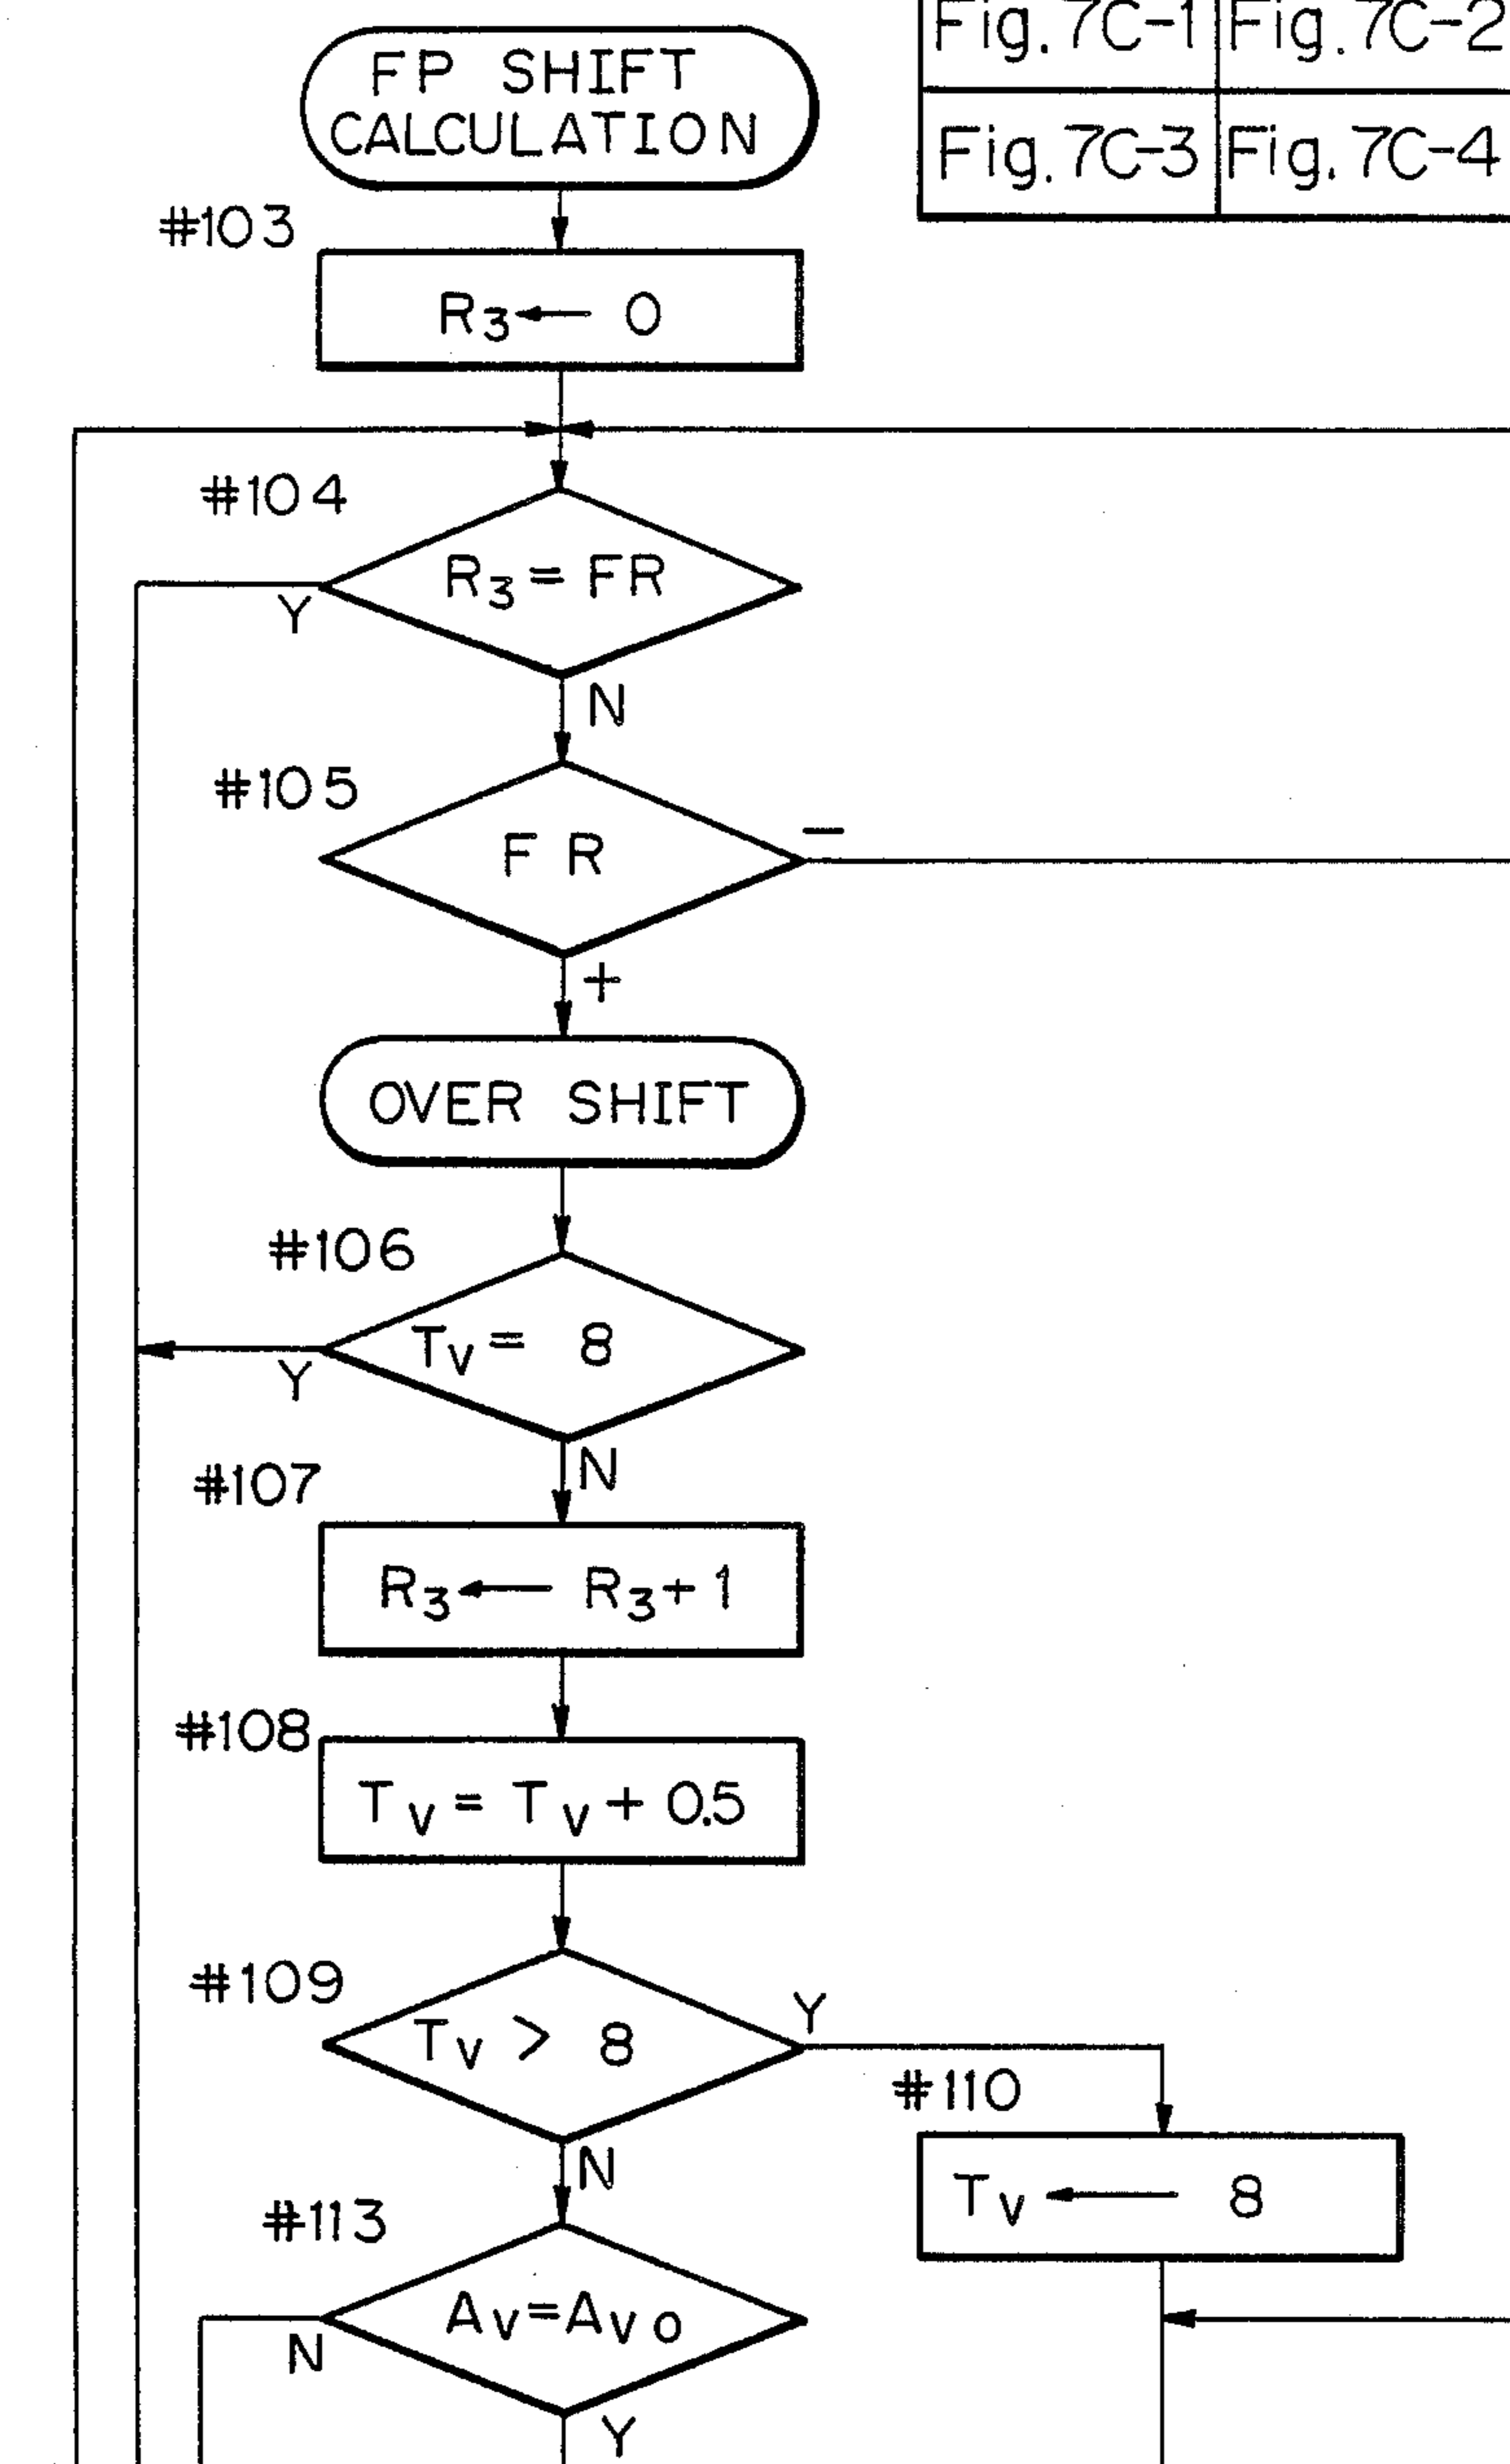 Fig. 7C-1 Fig. 7C-2
Fig. 7C-3 Fig. 7C-4
FP SHIFT
CALCULATION
#103
R3 ← 0
#104
R3 = FR
Y
N
#105
FR
−
+
OVER SHIFT
#106
Tv = 8
Y
N
#107
R3 ← R3 + 1
#108
Tv = Tv + 0.5
#109
Tv > 8
Y
N
#110
Tv ← 8
#113
Av = Avo
N
Y